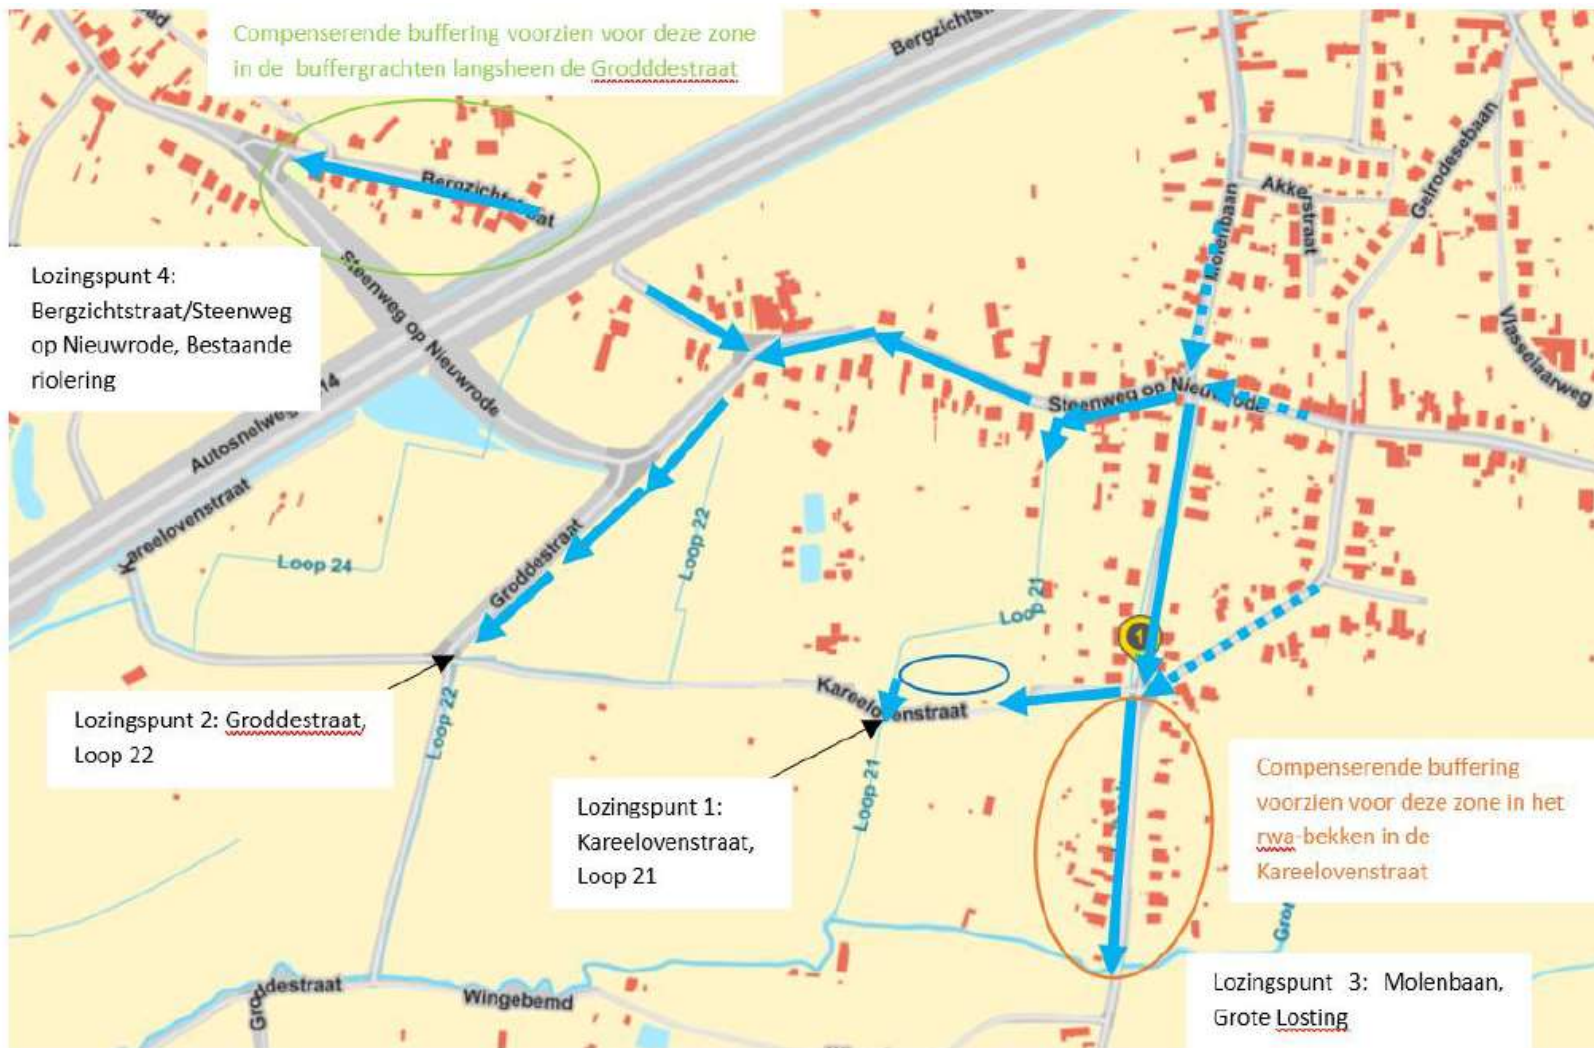 Compenserende buffering voorzien voor deze zone
in de buffergrachten langsheen de Grodddestraat
Bergzichtstraat
Steenweg op Nieuwrode
Lozingspunt 4:
Bergzichtstraat/Steenweg
op Nieuwrode, Bestaande
riolering
Autosnelweg
Kareelovenstraat
Loop 24
Groddestraat
Loop 22
Loop 22
Lozingspunt 2: Groddestraat,
Loop 22
Molenbaan
Akkerstraat
Gelrodesebaan
Vlasselaarweg
Steenweg op Nieuwrode
Loop 21
1
Kareelovenstraat
Loop 21
Lozingspunt 1:
Kareelovenstraat,
Loop 21
Compenserende buffering
voorzien voor deze zone in het
rwa-bekken in de
Kareelovenstraat
Groddestraat
Wingebemd
Lozingspunt 3: Molenbaan,
Grote Losting